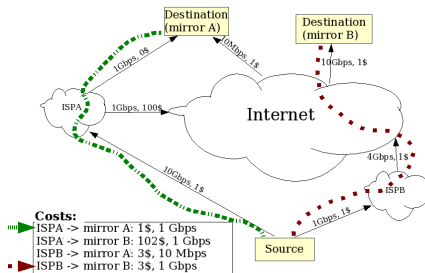 Destination
(mirror A)
Destination
(mirror B)
1Gbps, 0$
10Mbps, 1$
10Gbps, 1$
ISPA
1Gbps, 100$
Internet
4Gbps, 1$
10Gbps, 1$
ISPB
1Gbps, 1$
Source
Costs:
ISPA -> mirror A: 1$, 1 Gbps
ISPA -> mirror B: 102$, 1 Gbps
ISPB -> mirror A: 3$, 10 Mbps
ISPB -> mirror B: 3$, 1 Gbps